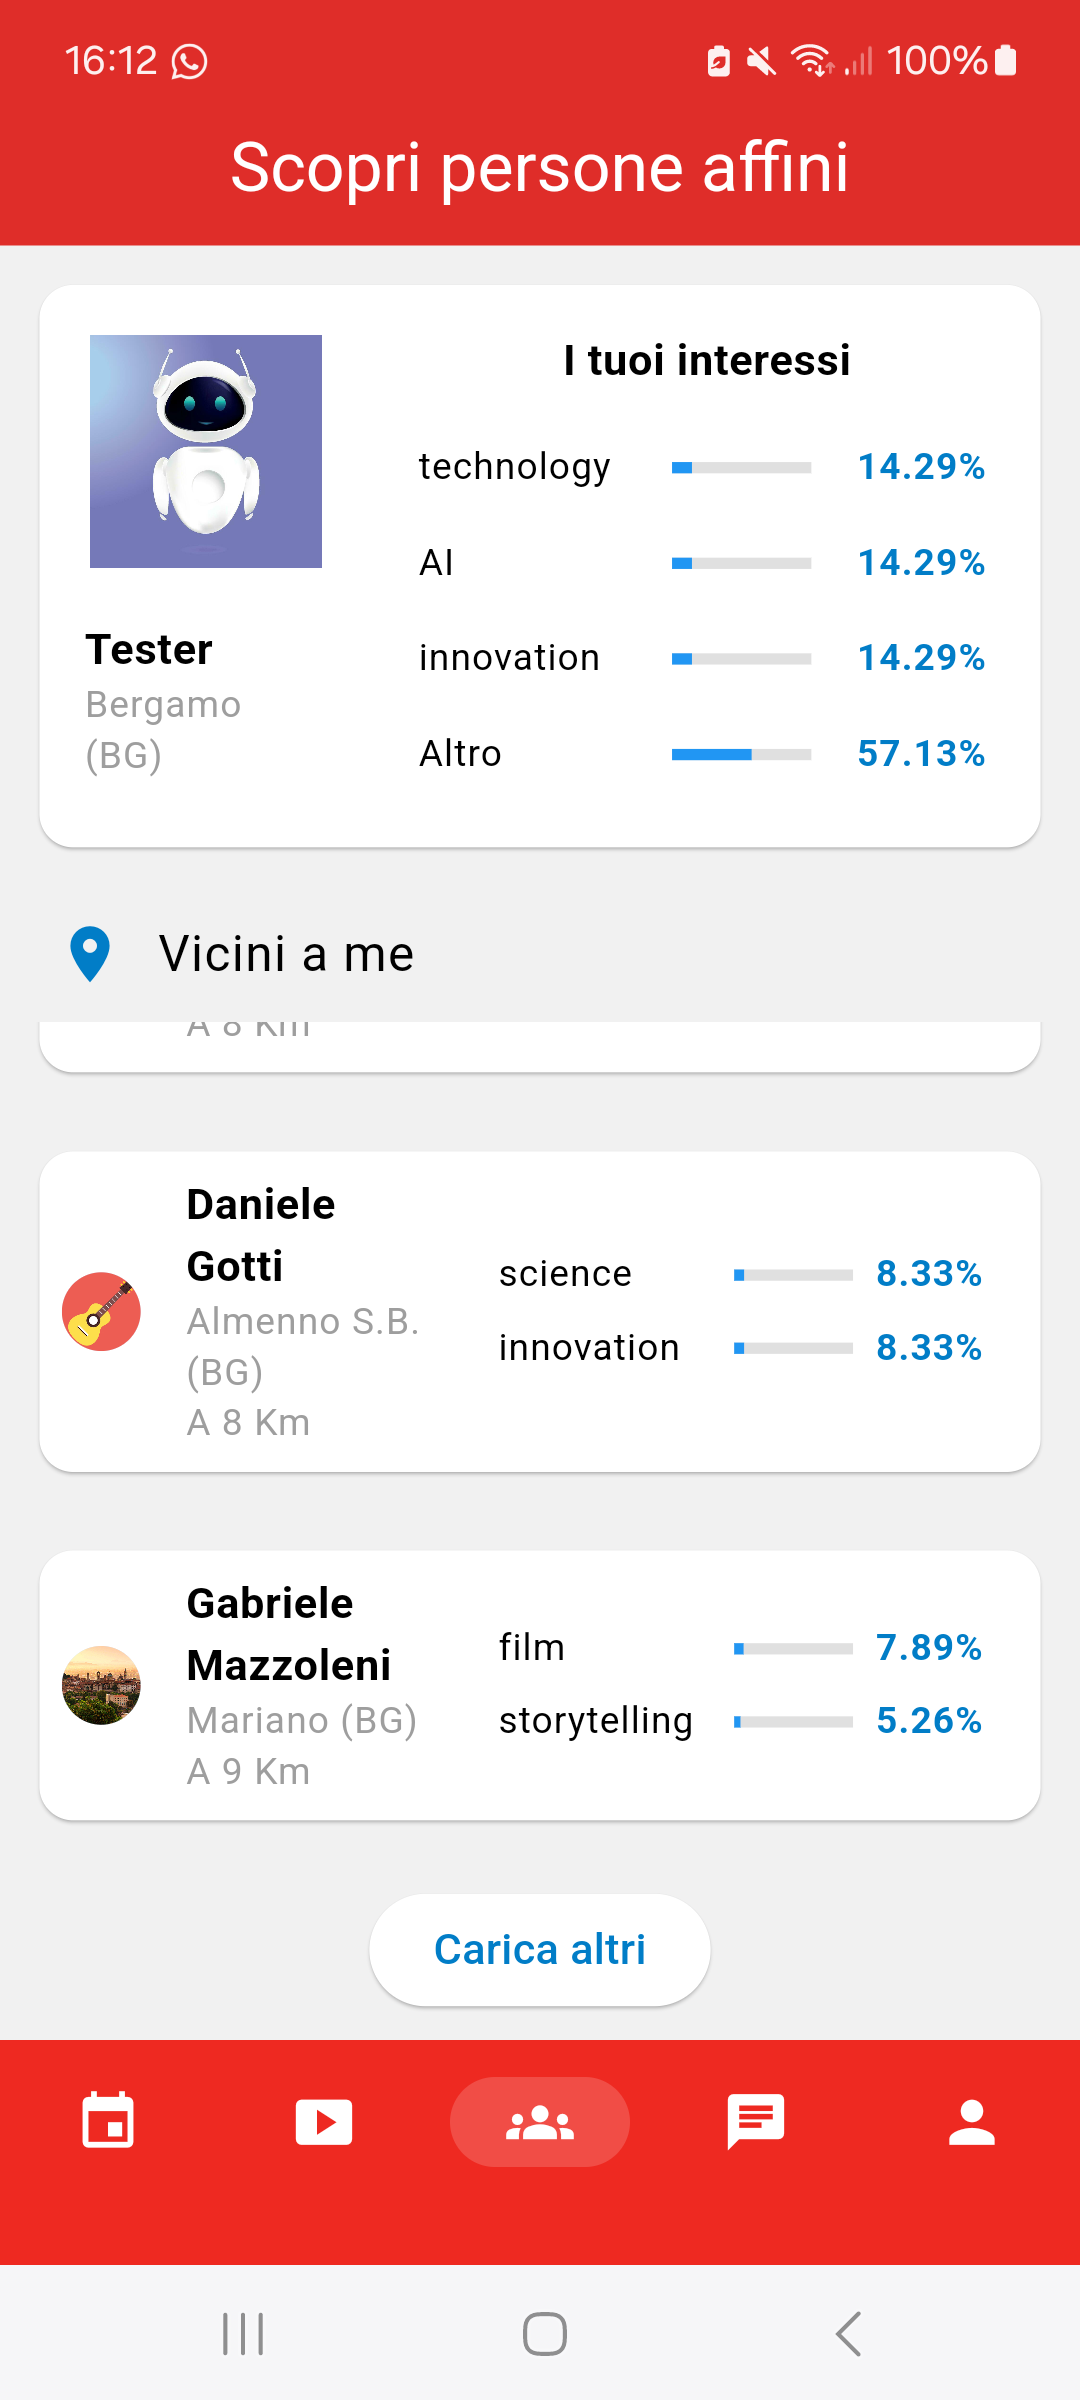 16:12 100%
Scopri persone affini
I tuoi interessi
technology 14.29%
AI 14.29%
innovation 14.29%
Altro 57.13%
Tester
Bergamo
(BG)
Vicini a me
A 8 Km
Daniele
Gotti
Almenno S.B.
(BG)
A 8 Km
science 8.33%
innovation 8.33%
Gabriele
Mazzoleni
Mariano (BG)
A 9 Km
film 7.89%
storytelling 5.26%
Carica altri